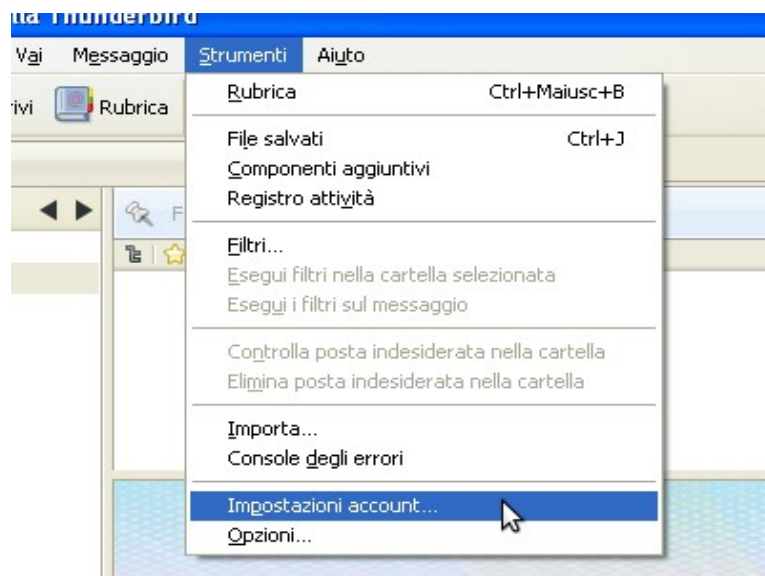 Thunderbird
Vai Messaggio Strumenti Aiuto
Rubrica
Rubrica Ctrl+Maiusc+B
File salvati Ctrl+J
Componenti aggiuntivi
Registro attività
Filtri...
Esegui filtri nella cartella selezionata
Esegui i filtri sul messaggio
Controlla posta indesiderata nella cartella
Elimina posta indesiderata nella cartella
Importa...
Console degli errori
Impostazioni account...
Opzioni...